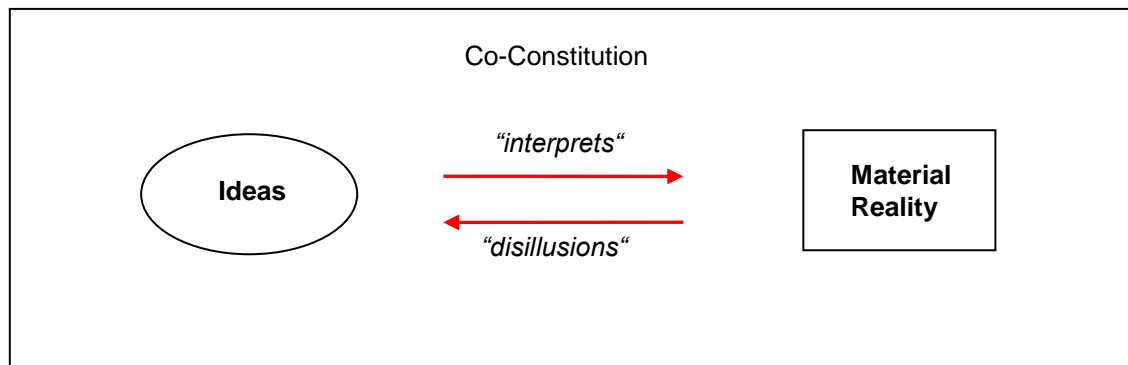 Co-Constitution
“interprets“
Ideas
Material
Reality
“disillusions“